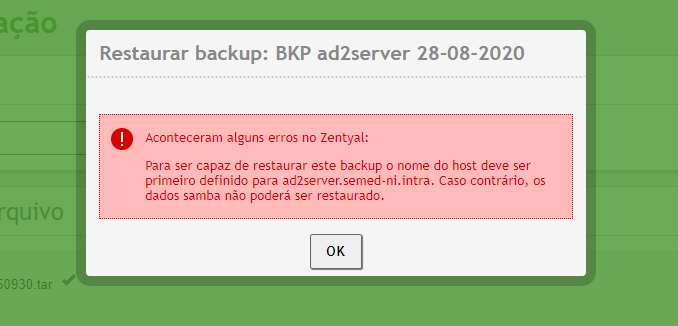 ação
Restaurar backup: BKP ad2server 28-08-2020
Aconteceram alguns erros no Zentyal:
Para ser capaz de restaurar este backup o nome do host deve ser
primeiro definido para ad2server.semed-ni.intra. Caso contrário, os
dados samba não poderá ser restaurado.
rquivo
OK
50930.tar